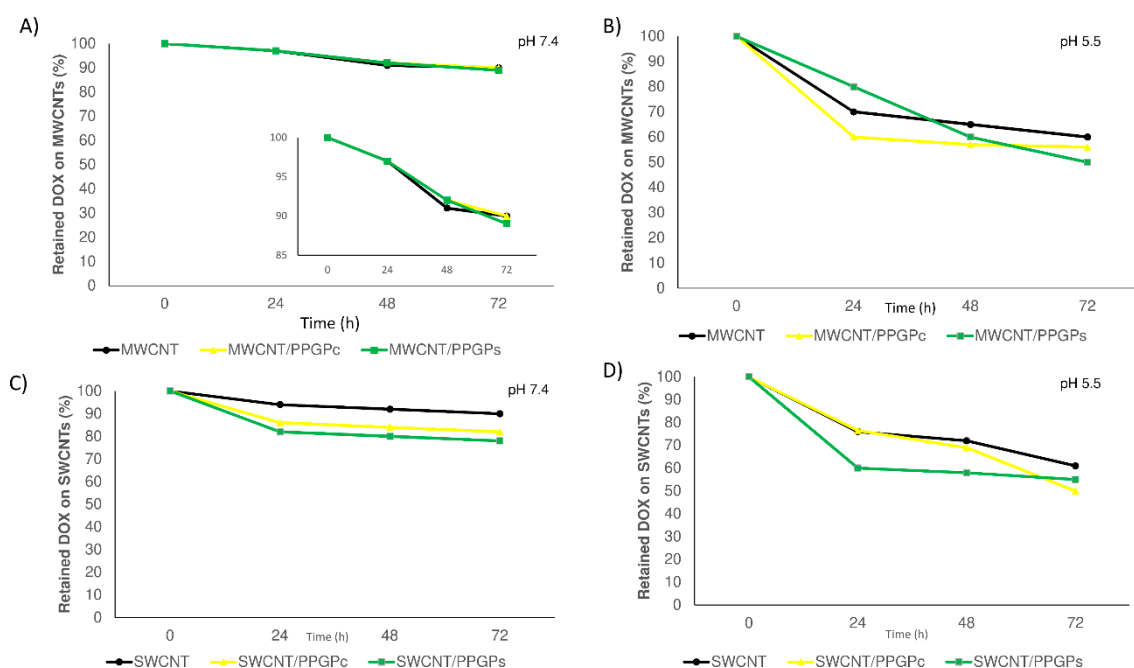 A)
pH 7.4
Retained DOX on MWCNTs (%)
100
90
80
70
60
50
40
30
20
10
0
100
95
90
85
0 24 48 72
0 24 48 72
Time (h)
MWCNT MWCNT/PPGPc MWCNT/PPGPs
B)
pH 5.5
Retained DOX on MWCNTs (%)
100
90
80
70
60
50
40
30
20
10
0
0 24 Time (h) 48 72
MWCNT MWCNT/PPGPc MWCNT/PPGPs
C)
pH 7.4
Retained DOX on SWCNTs (%)
100
90
80
70
60
50
40
30
20
10
0
0 24 Time (h) 48 72
SWCNT SWCNT/PPGPc SWCNT/PPGPs
D)
pH 5.5
Retained DOX on SWCNTs (%)
100
90
80
70
60
50
40
30
20
10
0
0 24 Time (h) 48 72
SWCNT SWCNT/PPGPc SWCNT/PPGPs